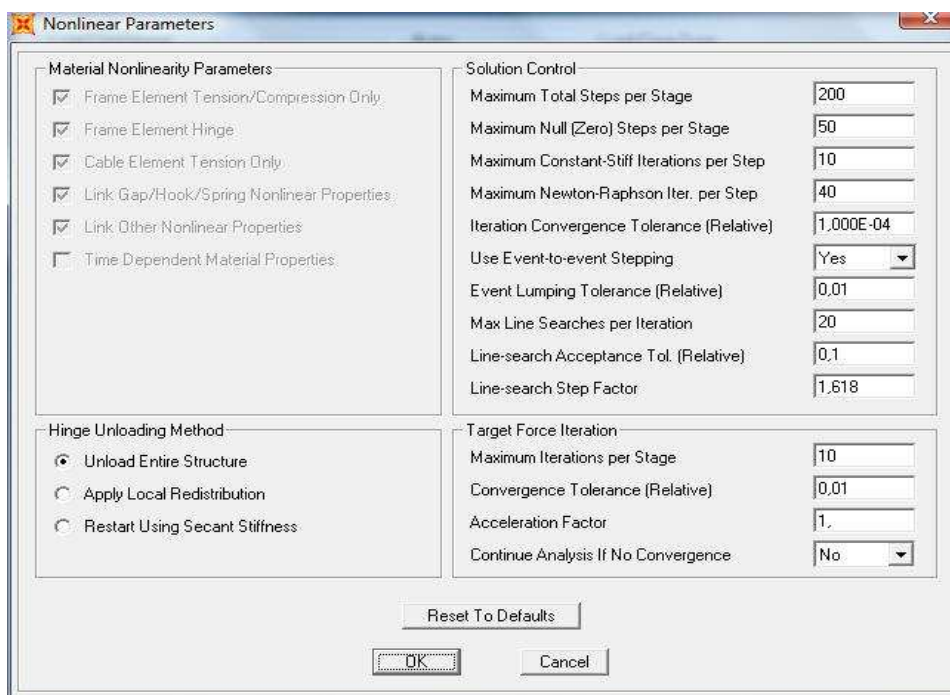 Nonlinear Parameters
Material Nonlinearity Parameters
Frame Element Tension/Compression Only
Frame Element Hinge
Cable Element Tension Only
Link Gap/Hook/Spring Nonlinear Properties
Link Other Nonlinear Properties
Time Dependent Material Properties
Solution Control
Maximum Total Steps per Stage 200
Maximum Null (Zero) Steps per Stage 50
Maximum Constant-Stiff Iterations per Step 10
Maximum Newton-Raphson Iter. per Step 40
Iteration Convergence Tolerance (Relative) 1,000E-04
Use Event-to-event Stepping Yes
Event Lumping Tolerance (Relative) 0,01
Max Line Searches per Iteration 20
Line-search Acceptance Tol. (Relative) 0,1
Line-search Step Factor 1,618
Hinge Unloading Method
Unload Entire Structure
Apply Local Redistribution
Restart Using Secant Stiffness
Target Force Iteration
Maximum Iterations per Stage 10
Convergence Tolerance (Relative) 0,01
Acceleration Factor 1,
Continue Analysis If No Convergence No
Reset To Defaults
OK Cancel